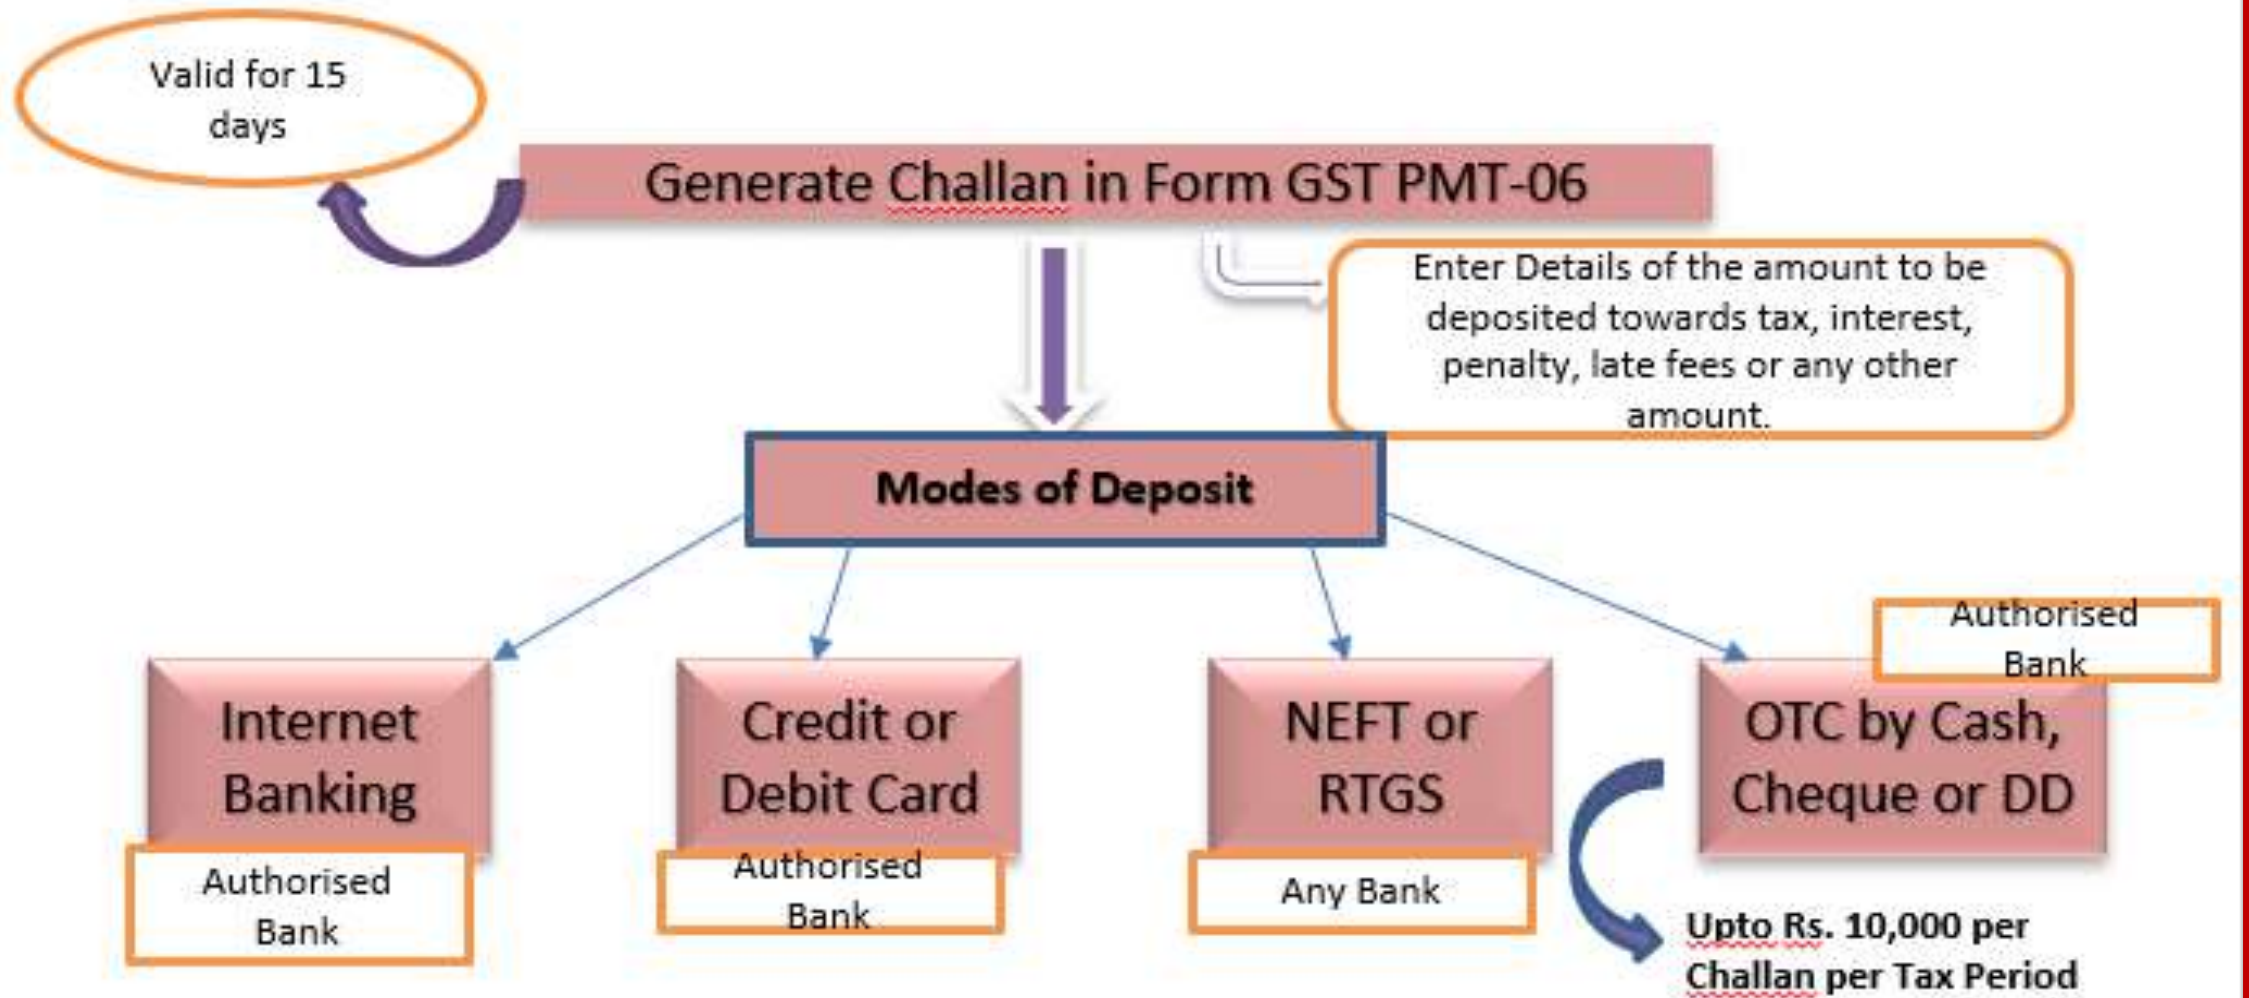 Valid for 15
days
Generate Challan in Form GST PMT-06
Enter Details of the amount to be
deposited towards tax, interest,
penalty, late fees or any other
amount.
Modes of Deposit
Internet
Banking
Authorised
Bank
Credit or
Debit Card
Authorised
Bank
NEFT or
RTGS
Any Bank
Authorised
Bank
OTC by Cash,
Cheque or DD
Upto Rs. 10,000 per
Challan per Tax Period